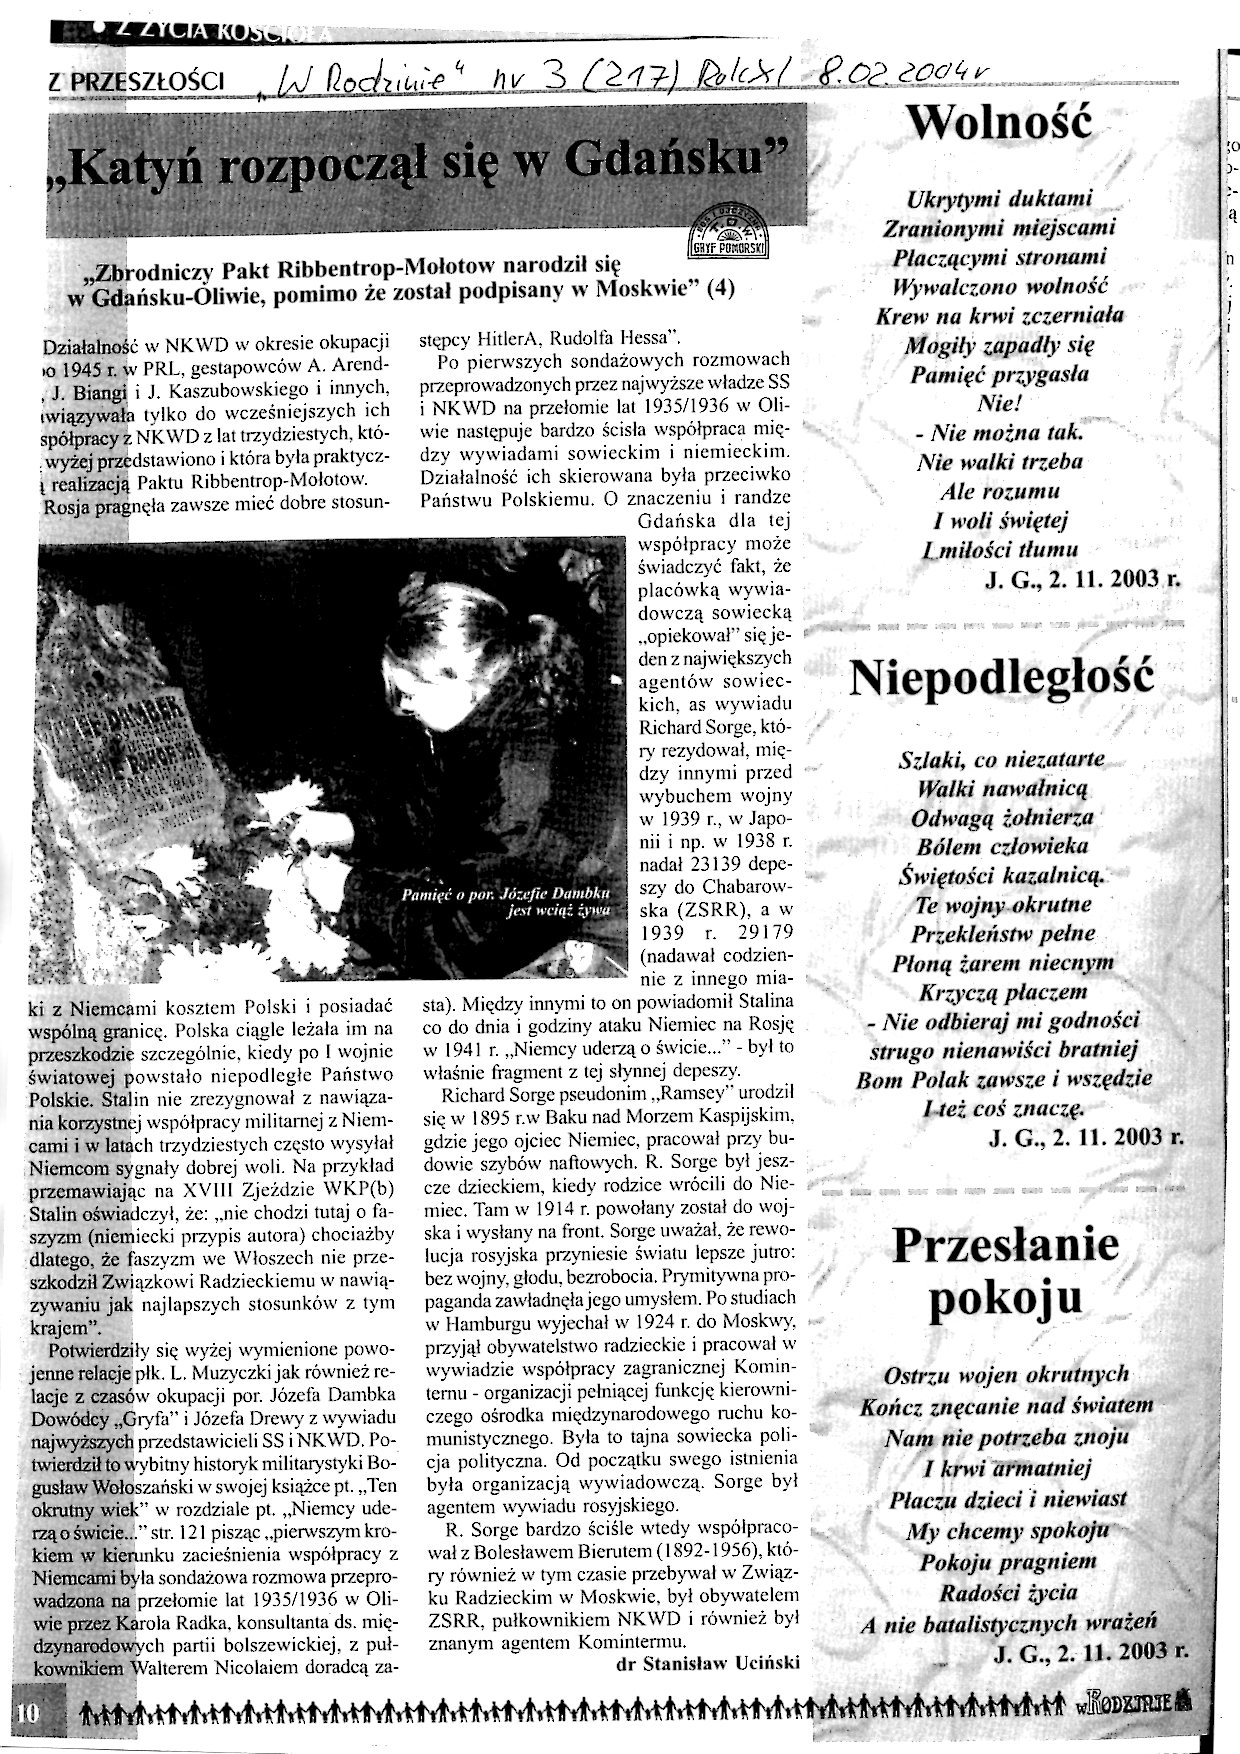 • Z ŻYCIA KOŚCIOŁA
Z PRZESZŁOŚCI
„W Rodzinie" nr 3 (217) Rok XI 8.02.2004 r
„Katyń rozpoczął się w Gdańsku”
BÓG I OJCZYZNA
T.O.W.
GRYF POMORSKI
„Zbrodniczy Pakt Ribbentrop-Mołotow narodził się
w Gdańsku-Oliwie, pomimo że został podpisany w Moskwie” (4)
Działalność w NKWD w okresie okupacji
o 1945 r. w PRL, gestapowców A. Arend-
, J. Biangi i J. Kaszubowskiego i innych,
wiązywała tylko do wcześniejszych ich
spółpracy z NKWD z lat trzydziestych, któ-
wyżej przedstawiono i która była praktycz-
ą realizacją Paktu Ribbentrop-Mołotow.
Rosja pragnęła zawsze mieć dobre stosun-
Pamięć o por. Józefie Dambku
jest wciąż żywa
ki z Niemcami kosztem Polski i posiadać
wspólną granicę. Polska ciągle leżała im na
przeszkodzie szczególnie, kiedy po I wojnie
światowej powstało niepodległe Państwo
Polskie. Stalin nie zrezygnował z nawiąza-
nia korzystnej współpracy militarnej z Niem-
cami i w latach trzydziestych często wysyłał
Niemcom sygnały dobrej woli. Na przykład
przemawiając na XVIII Zjeździe WKP(b)
Stalin oświadczył, że: „nie chodzi tutaj o fa-
szyzm (niemiecki przypis autora) chociażby
dlatego, że faszyzm we Włoszech nie prze-
szkodził Związkowi Radzieckiemu w nawią-
zywaniu jak najlapszych stosunków z tym
krajem”.
Potwierdziły się wyżej wymienione powo-
jenne relacje płk. L. Muzyczki jak również re-
lacje z czasów okupacji por. Józefa Dambka
Dowódcy „Gryfa” i Józefa Drewy z wywiadu
najwyższych przedstawicieli SS i NKWD. Po-
twierdził to wybitny historyk militarystyki Bo-
gusław Wołoszański w swojej książce pt. „Ten
okrutny wiek” w rozdziale pt. „Niemcy ude-
rzą o świcie...” str. 121 pisząc „pierwszym kro-
kiem w kierunku zacieśnienia współpracy z
Niemcami była sondażowa rozmowa przepro-
wadzona na przełomie lat 1935/1936 w Oli-
wie przez Karola Radka, konsultanta ds. mię-
dzynarodowych partii bolszewickiej, z puł-
kownikiem Walterem Nicolaiem doradcą za-
stępcy HitlerA, Rudolfa Hessa”.
Po pierwszych sondażowych rozmowach
przeprowadzonych przez najwyższe władze SS
i NKWD na przełomie lat 1935/1936 w Oli-
wie następuje bardzo ścisła współpraca mię-
dzy wywiadami sowieckim i niemieckim.
Działalność ich skierowana była przeciwko
Państwu Polskiemu. O znaczeniu i randze
Gdańska dla tej
współpracy może
świadczyć fakt, że
placówką wywia-
dowczą sowiecką
„opiekował” się je-
den z największych
agentów sowiec-
kich, as wywiadu
Richard Sorge, któ-
ry rezydował, mię-
dzy innymi przed
wybuchem wojny
w 1939 r., w Japo-
nii i np. w 1938 r.
nadał 23139 depe-
szy do Chabarow-
ska (ZSRR), a w
1939 r. 29179
(nadawał codzien-
nie z innego mia-
sta). Między innymi to on powiadomił Stalina
co do dnia i godziny ataku Niemiec na Rosję
w 1941 r. „Niemcy uderzą o świcie...” - był to
właśnie fragment z tej słynnej depeszy.
Richard Sorge pseudonim „Ramsey” urodził
się w 1895 r.w Baku nad Morzem Kaspijskim,
gdzie jego ojciec Niemiec, pracował przy bu-
dowie szybów naftowych. R. Sorge był jesz-
cze dzieckiem, kiedy rodzice wrócili do Nie-
miec. Tam w 1914 r. powołany został do woj-
ska i wysłany na front. Sorge uważał, że rewo-
lucja rosyjska przyniesie światu lepsze jutro:
bez wojny, głodu, bezrobocia. Prymitywna pro-
paganda zawładnęła jego umysłem. Po studiach
w Hamburgu wyjechał w 1924 r. do Moskwy,
przyjął obywatelstwo radzieckie i pracował w
wywiadzie współpracy zagranicznej Komin-
ternu - organizacji pełniącej funkcję kierowni-
czego ośrodka międzynarodowego ruchu ko-
munistycznego. Była to tajna sowiecka poli-
cja polityczna. Od początku swego istnienia
była organizacją wywiadowczą. Sorge był
agentem wywiadu rosyjskiego.
R. Sorge bardzo ściśle wtedy współpraco-
wał z Bolesławem Bierutem (1892-1956), któ-
ry również w tym czasie przebywał w Związ-
ku Radzieckim w Moskwie, był obywatelem
ZSRR, pułkownikiem NKWD i również był
znanym agentem Komintermu.
dr Stanisław Uciński
Wolność
Ukrytymi duktami
Zranionymi miejscami
Płaczącymi stronami
Wywalczono wolność
Krew na krwi zczerniała
Mogiły zapadły się
Pamięć przygasła
Nie!
- Nie można tak.
Nie walki trzeba
Ale rozumu
I woli świętej
I miłości tłumu
J. G., 2. 11. 2003 r.
Niepodległość
Szlaki, co niezatarte
Walki nawałnicą
Odwagą żołnierza
Bólem człowieka
Świętości kazalnicą.
Te wojny okrutne
Przekleństw pełne
Płoną żarem niecnym
Krzyczą płaczem
- Nie odbieraj mi godności
strugo nienawiści bratniej
Bom Polak zawsze i wszędzie
I też coś znaczę.
J. G., 2. 11. 2003 r.
Przesłanie
pokoju
Ostrzu wojen okrutnych
Kończ znęcanie nad światem
Nam nie potrzeba znoju
I krwi armatniej
Płaczu dzieci i niewiast
My chcemy spokoju
Pokoju pragniem
Radości życia
A nie batalistycznych wrażeń
J. G., 2. 11. 2003 r.
10
wRODZINIE